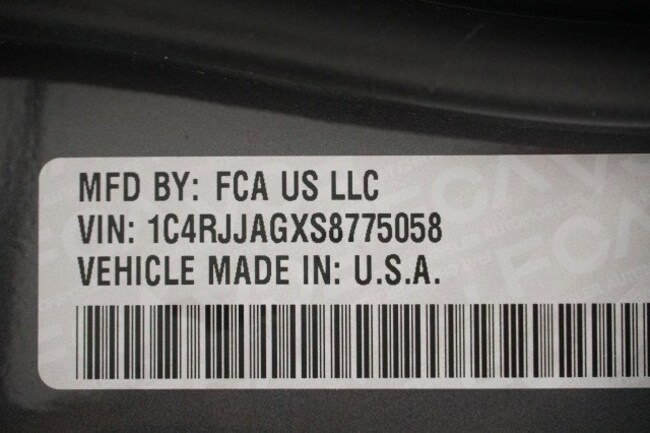 MFD BY: FCA US LLC
VIN: 1C4RJJAGXS8775058
VEHICLE MADE IN: U.S.A.